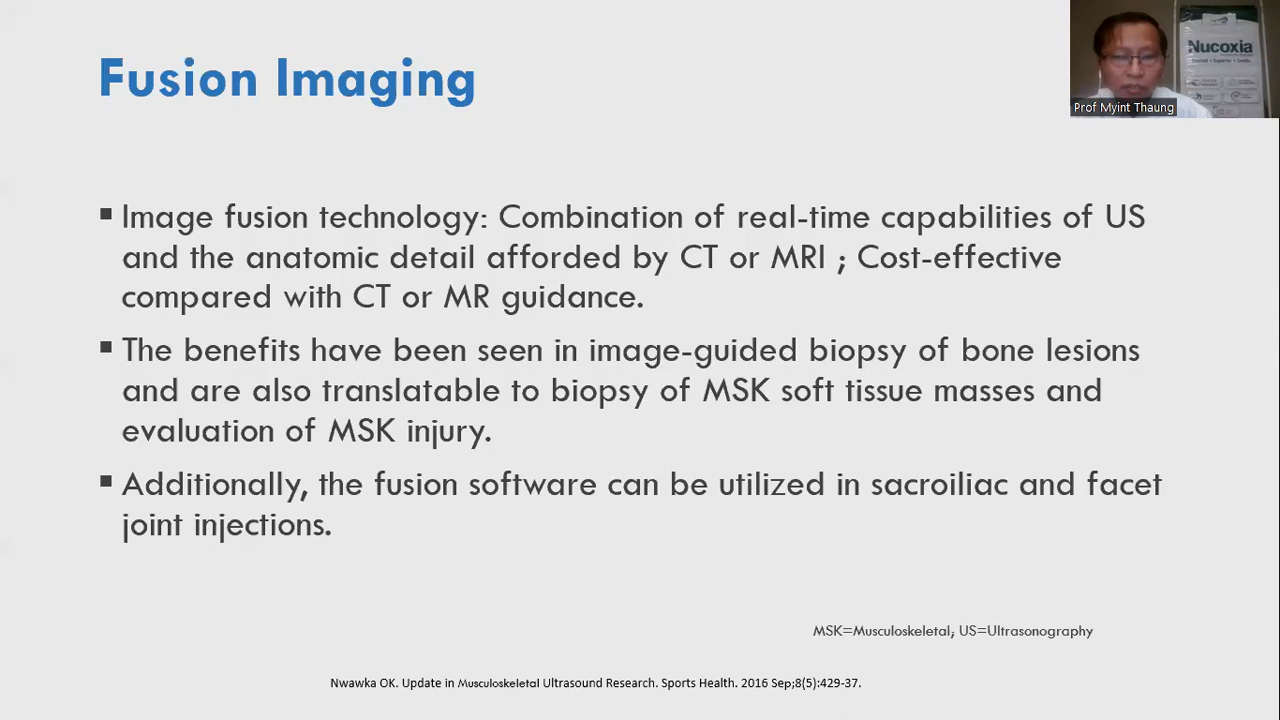 Fusion Imaging
Nucoxia
Prof Myint Thaung
▪ Image fusion technology: Combination of real-time capabilities of US
and the anatomic detail afforded by CT or MRI ; Cost-effective
compared with CT or MR guidance.
▪ The benefits have been seen in image-guided biopsy of bone lesions
and are also translatable to biopsy of MSK soft tissue masses and
evaluation of MSK injury.
▪ Additionally, the fusion software can be utilized in sacroiliac and facet
joint injections.
MSK=Musculoskeletal; US=Ultrasonography
Nwawka OK. Update in Musculoskeletal Ultrasound Research. Sports Health. 2016 Sep;8(5):429-37.